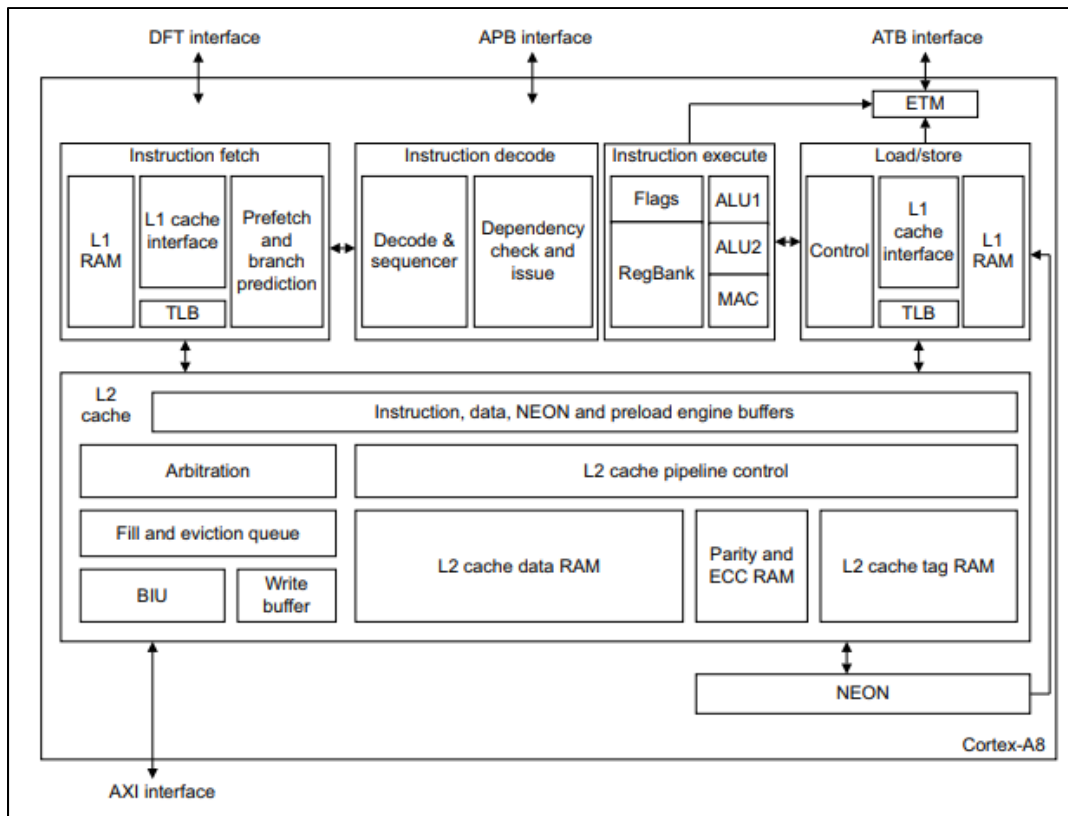 DFT interface
APB interface
ATB interface
ETM
Instruction fetch
L1
RAM
L1 cache
interface
TLB
Prefetch
and
branch
prediction
Instruction decode
Decode &
sequencer
Dependency
check and
issue
Instruction execute
Flags
RegBank
ALU1
ALU2
MAC
Load/store
Control
L1
cache
interface
TLB
L1
RAM
L2
cache
Instruction, data, NEON and preload engine buffers
Arbitration
L2 cache pipeline control
Fill and eviction queue
BIU
Write
buffer
L2 cache data RAM
Parity and
ECC RAM
L2 cache tag RAM
NEON
Cortex-A8
AXI interface